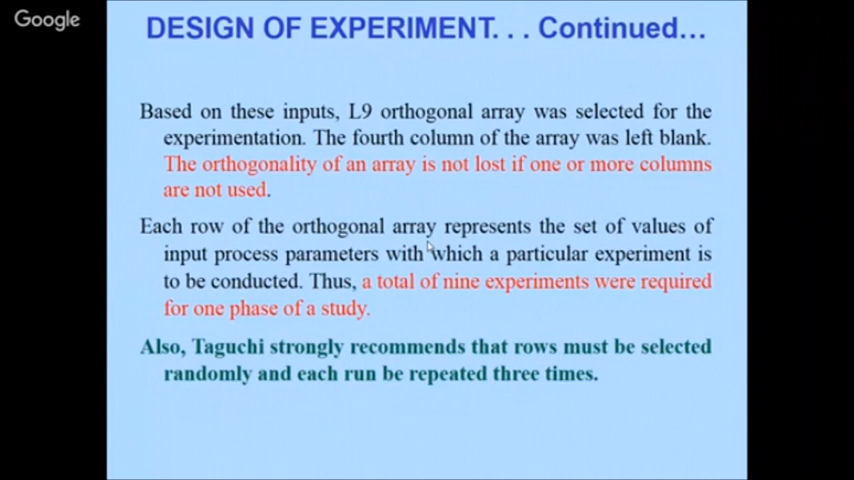 Google
DESIGN OF EXPERIMENT. . . Continued…
Based on these inputs, L9 orthogonal array was selected for the
experimentation. The fourth column of the array was left blank.
The orthogonality of an array is not lost if one or more columns
are not used.
Each row of the orthogonal array represents the set of values of
input process parameters with which a particular experiment is
to be conducted. Thus, a total of nine experiments were required
for one phase of a study.
Also, Taguchi strongly recommends that rows must be selected
randomly and each run be repeated three times.